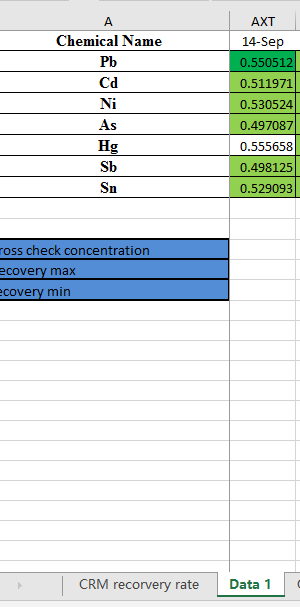 A AXT
Chemical Name 14-Sep
Pb 0.550512
Cd 0.511971
Ni 0.530524
As 0.497087
Hg 0.555658
Sb 0.498125
Sn 0.529093
ross check concentration
ecovery max
ecovery min
CRM recorvery rate Data 1